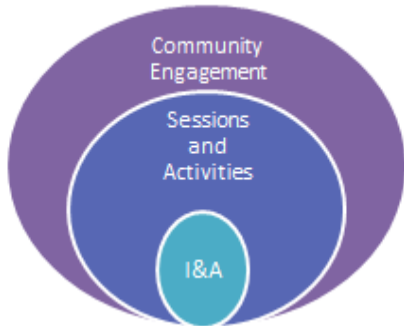 Community
Engagement
Sessions
and
Activities
I&A